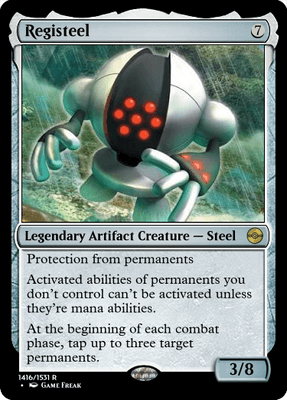 Registeel 7
Legendary Artifact Creature — Steel
Protection from permanents
Activated abilities of permanents you
don't control can't be activated unless
they're mana abilities.
At the beginning of each combat
phase, tap up to three target
permanents.
3/8
1416/1531 R
• Game Freak